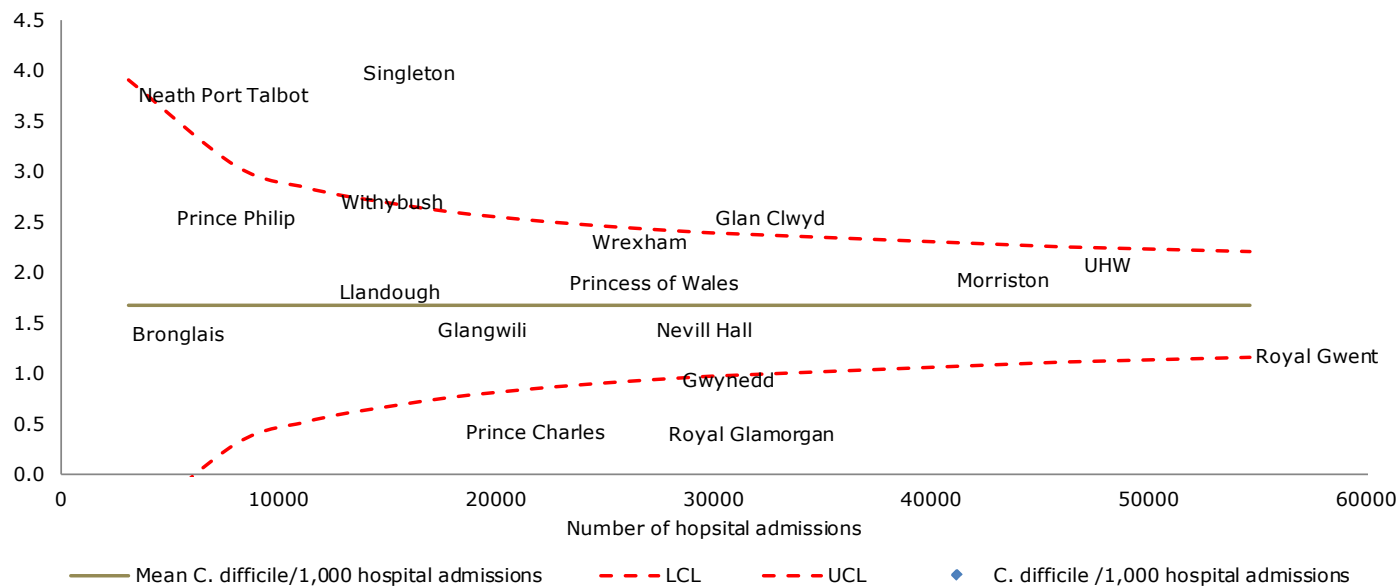 4.5
4.0
3.5
3.0
2.5
2.0
1.5
1.0
0.5
0.0
Singleton
Neath Port Talbot
Withybush
Prince Philip
Glan Clwyd
Wrexham
UHW
Princess of Wales
Morriston
Llandough
Bronglais
Glangwili
Nevill Hall
Royal Gwent
Gwynedd
Prince Charles
Royal Glamorgan
0 10000 20000 30000 40000 50000 60000
Number of hopsital admissions
Mean C. difficile/1,000 hospital admissions LCL UCL C. difficile /1,000 hospital admissions